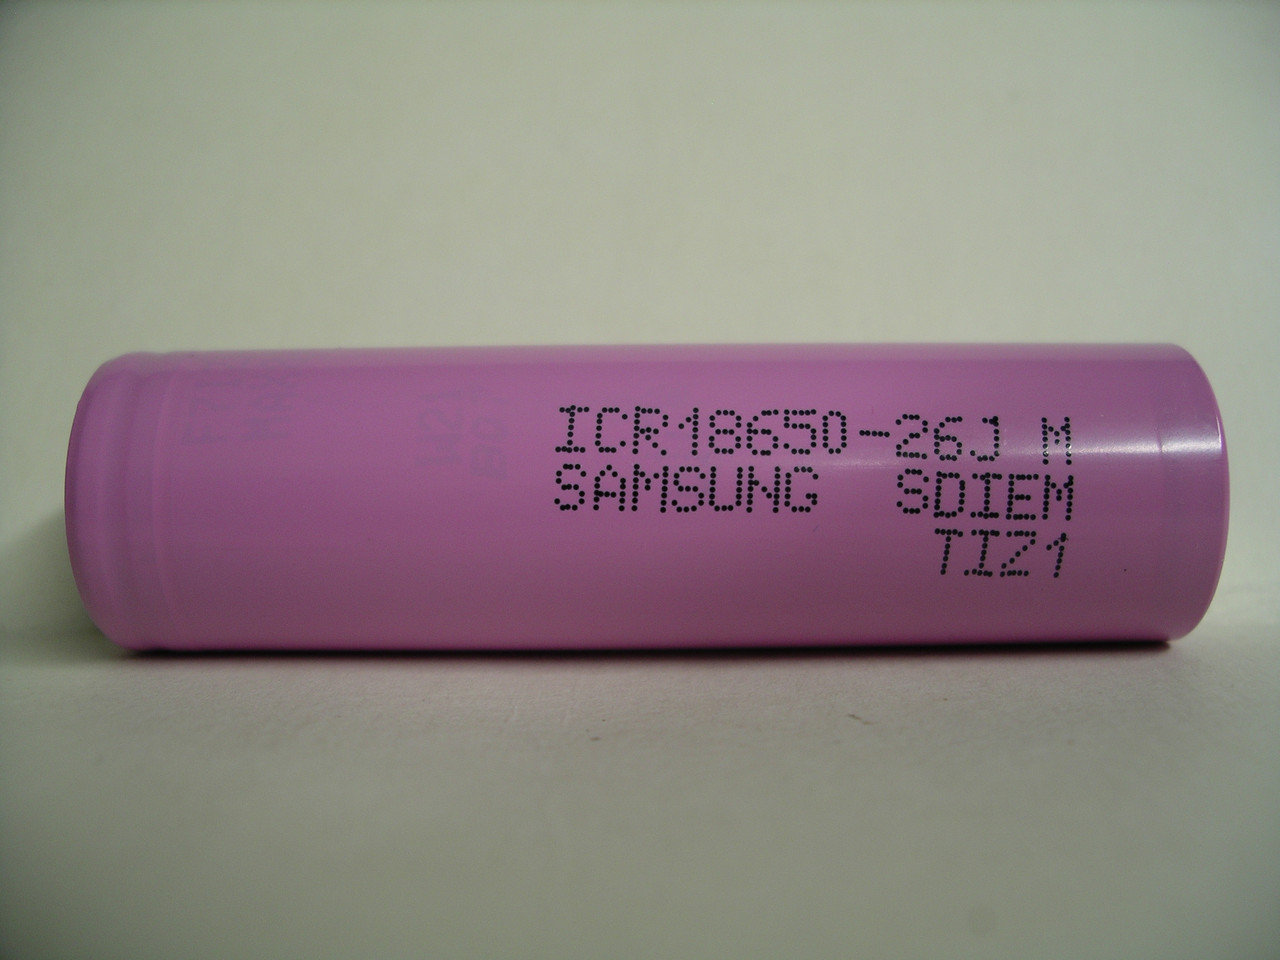 ICR18650-26J M
SAMSUNG SDIEM
TIZ1